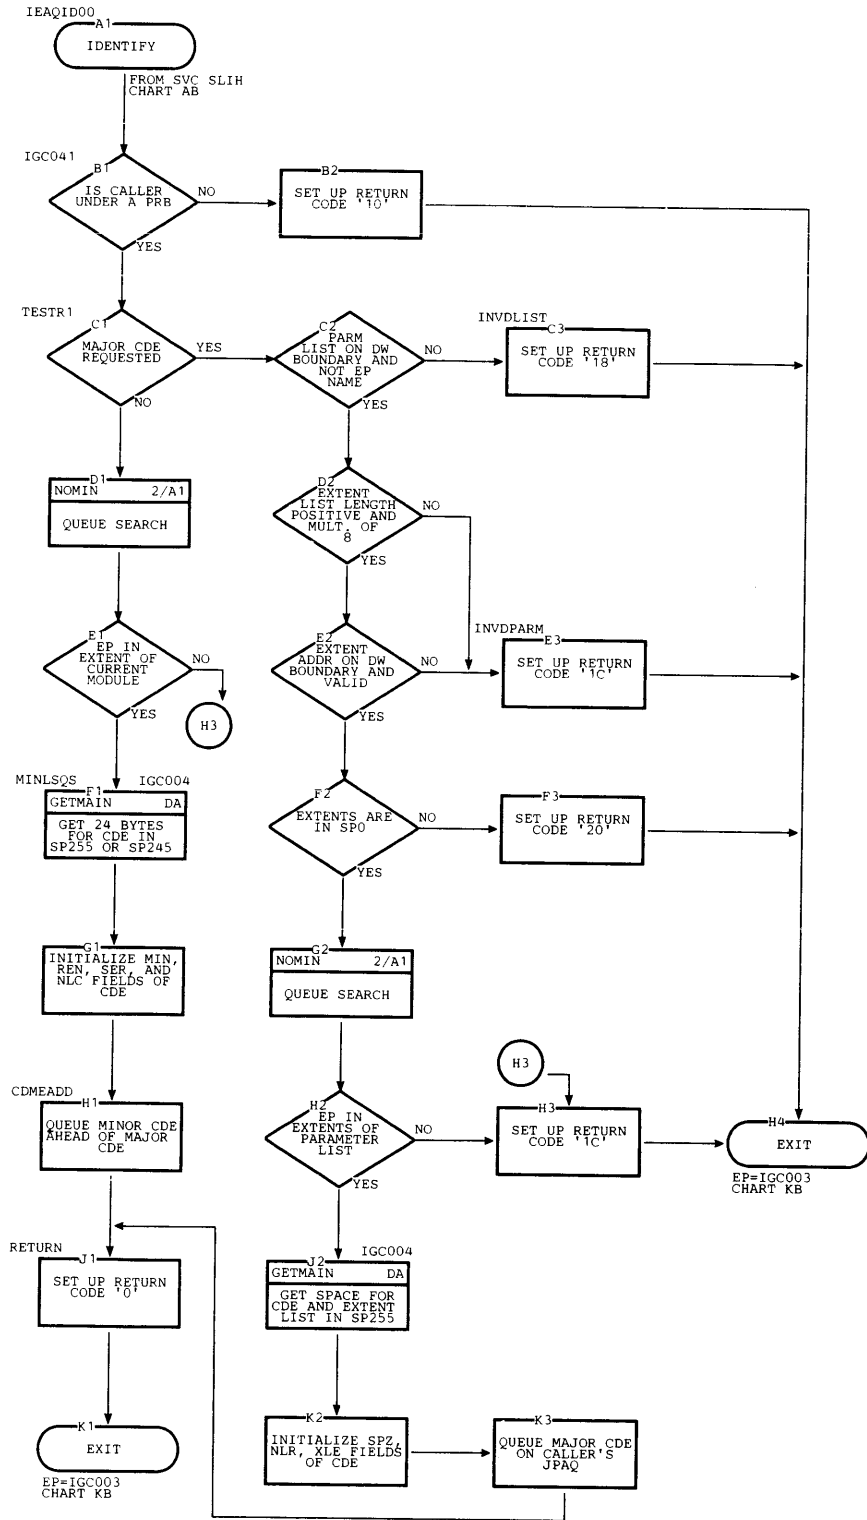 IEAQID00
A1
IDENTIFY
FROM SVC SLIH
CHART AB
IGC041
B1
IS CALLER
UNDER A PRB
NO
YES
B2
SET UP RETURN
CODE '10'
TESTR1
C1
MAJOR CDE
REQUESTED
YES
NO
C2
PARM
LIST ON DW
BOUNDARY AND
NOT EP
NAME
NO
YES
INVDLIST
C3
SET UP RETURN
CODE '18'
D1
NOMIN 2/A1
QUEUE SEARCH
D2
EXTENT
LIST LENGTH
POSITIVE AND
MULT. OF
8
NO
YES
E1
EP IN
EXTENT OF
CURRENT
MODULE
NO
YES
H3
E2
EXTENT
ADDR ON DW
BOUNDARY AND
VALID
NO
YES
INVDPARM
E3
SET UP RETURN
CODE '1C'
MINLSQS
IGC004
F1
GETMAIN DA
GET 24 BYTES
FOR CDE IN
SP255 OR SP245
F2
EXTENTS ARE
IN SP0
NO
YES
F3
SET UP RETURN
CODE '20'
G1
INITIALIZE MIN,
REN, SER, AND
NLC FIELDS OF
CDE
G2
NOMIN 2/A1
QUEUE SEARCH
CDMEADD
H1
QUEUE MINOR CDE
AHEAD OF MAJOR
CDE
H2
EP IN
EXTENTS OF
PARAMETER
LIST
NO
YES
H3
H3
SET UP RETURN
CODE '1C'
H4
EXIT
EP=IGC003
CHART KB
RETURN
J1
SET UP RETURN
CODE '0'
IGC004
J2
GETMAIN DA
GET SPACE FOR
CDE AND EXTENT
LIST IN SP255
K1
EXIT
EP=IGC003
CHART KB
K2
INITIALIZE SPZ,
NLR, XLE FIELDS
OF CDE
K3
QUEUE MAJOR CDE
ON CALLER'S
JPAQ